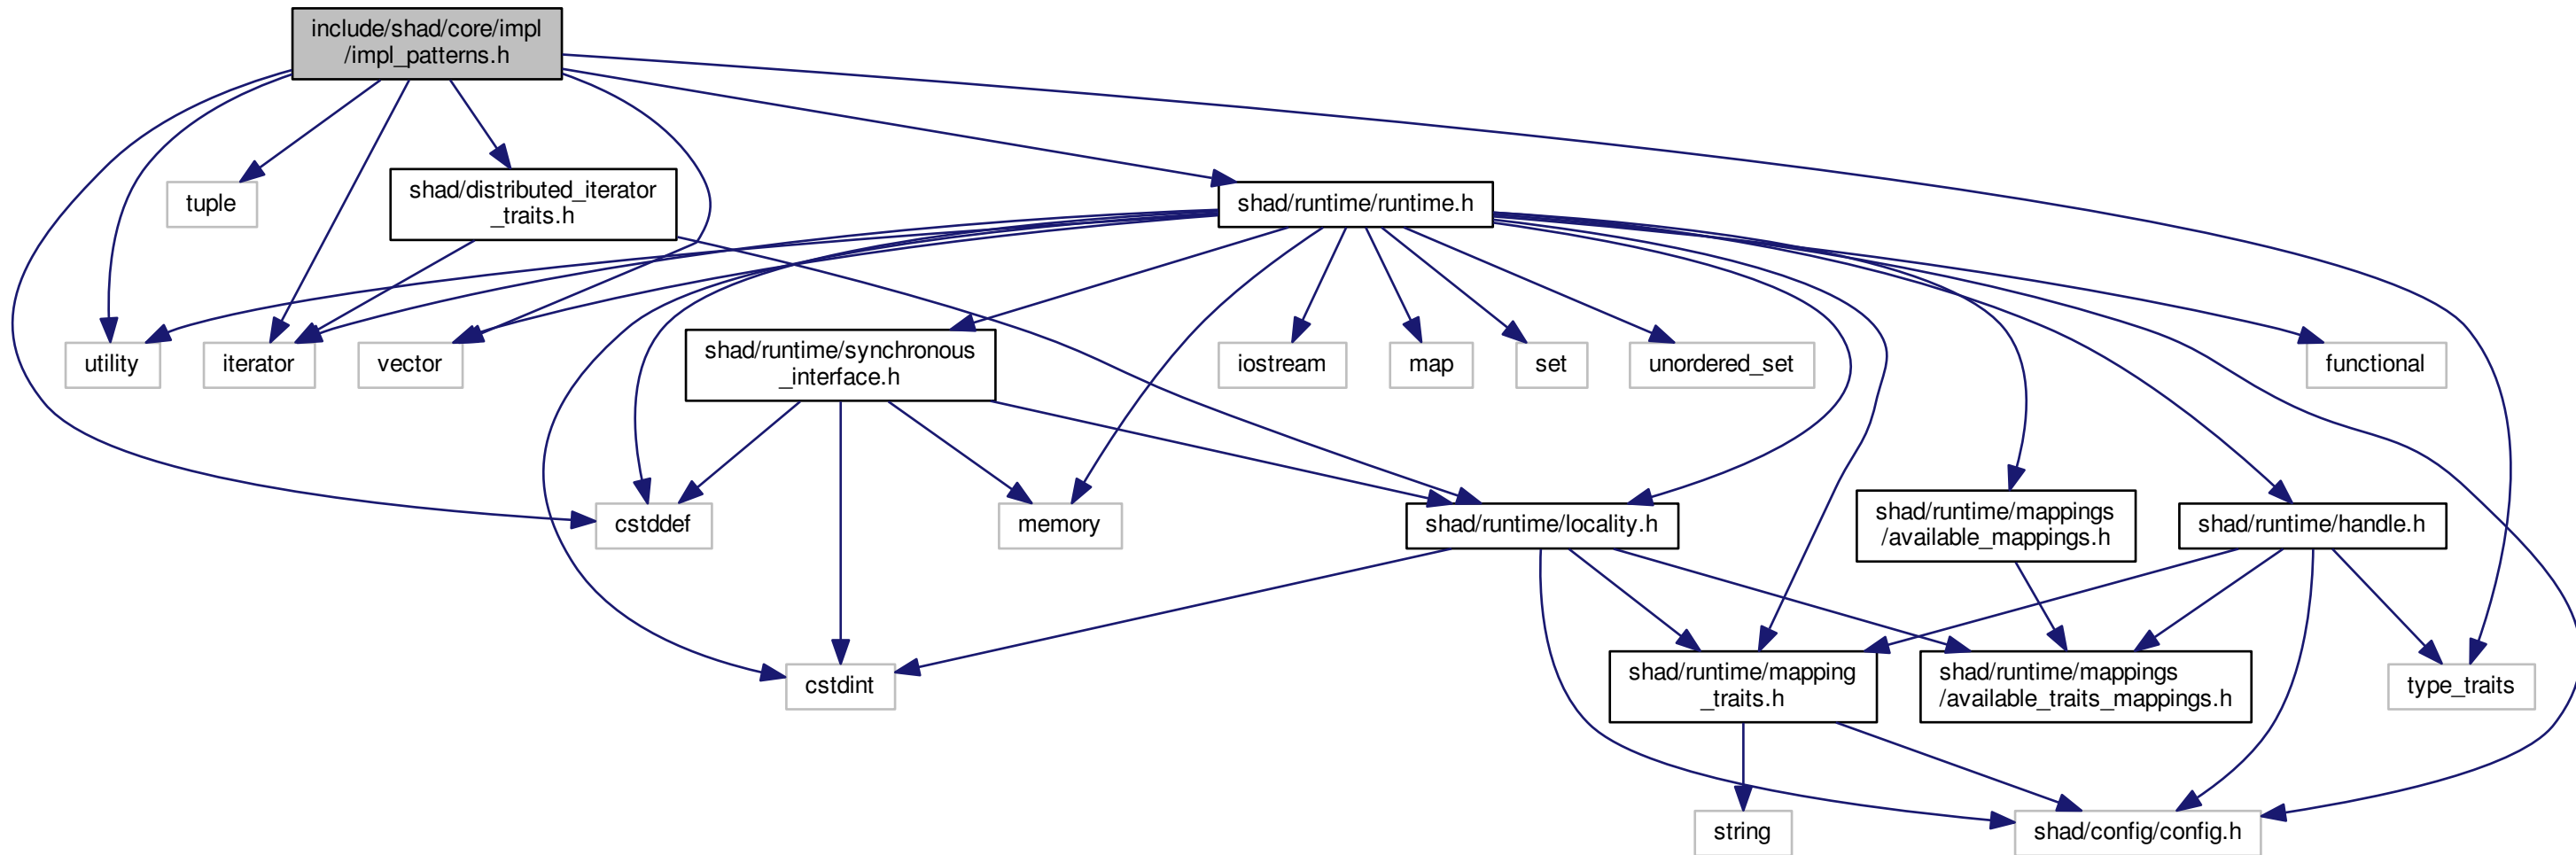 include/shad/core/impl
/impl_patterns.h
tuple
shad/distributed_iterator
_traits.h
shad/runtime/runtime.h
utility
iterator
vector
shad/runtime/synchronous
_interface.h
iostream
map
set
unordered_set
functional
cstddef
memory
shad/runtime/locality.h
shad/runtime/mappings
/available_mappings.h
shad/runtime/handle.h
cstdint
shad/runtime/mapping
_traits.h
shad/runtime/mappings
/available_traits_mappings.h
type_traits
string
shad/config/config.h